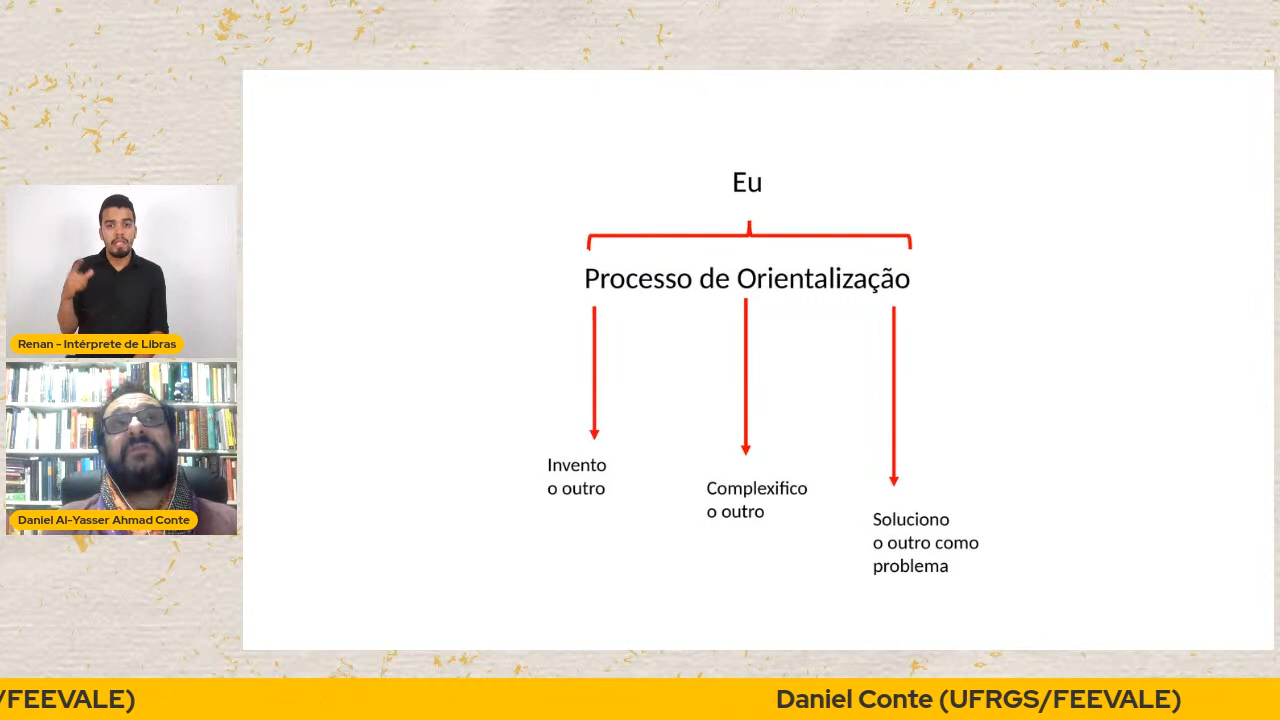 Eu
Processo de Orientalização
Invento
o outro
Complexifico
o outro
Soluciono
o outro como
problema
Renan - Intérprete de Libras
Daniel Al-Yasser Ahmad Conte
/FEEVALE)
Daniel Conte (UFRGS/FEEVALE)